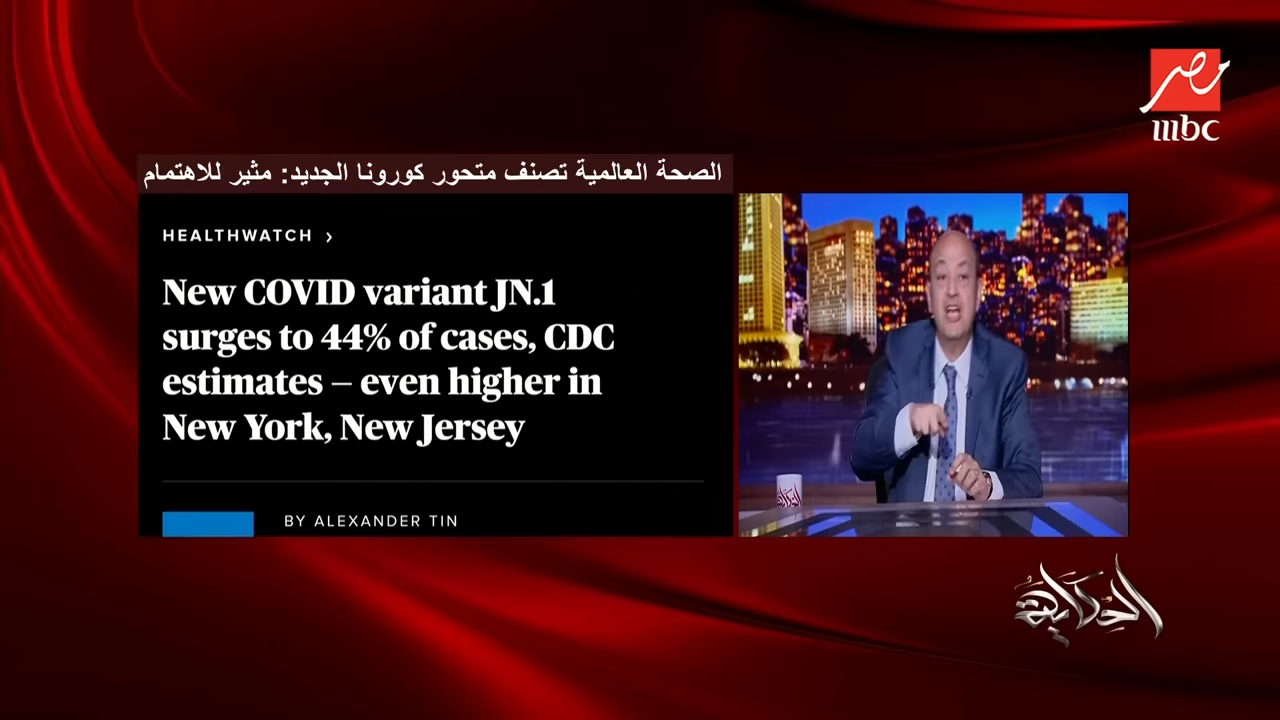 مصر
mbc
الصحة العالمية تصنف متحور كورونا الجديد: مثير للاهتمام
HEALTHWATCH ›
New COVID variant JN.1
surges to 44% of cases, CDC
estimates – even higher in
New York, New Jersey
BY ALEXANDER TIN
الحكاية
الحكاية